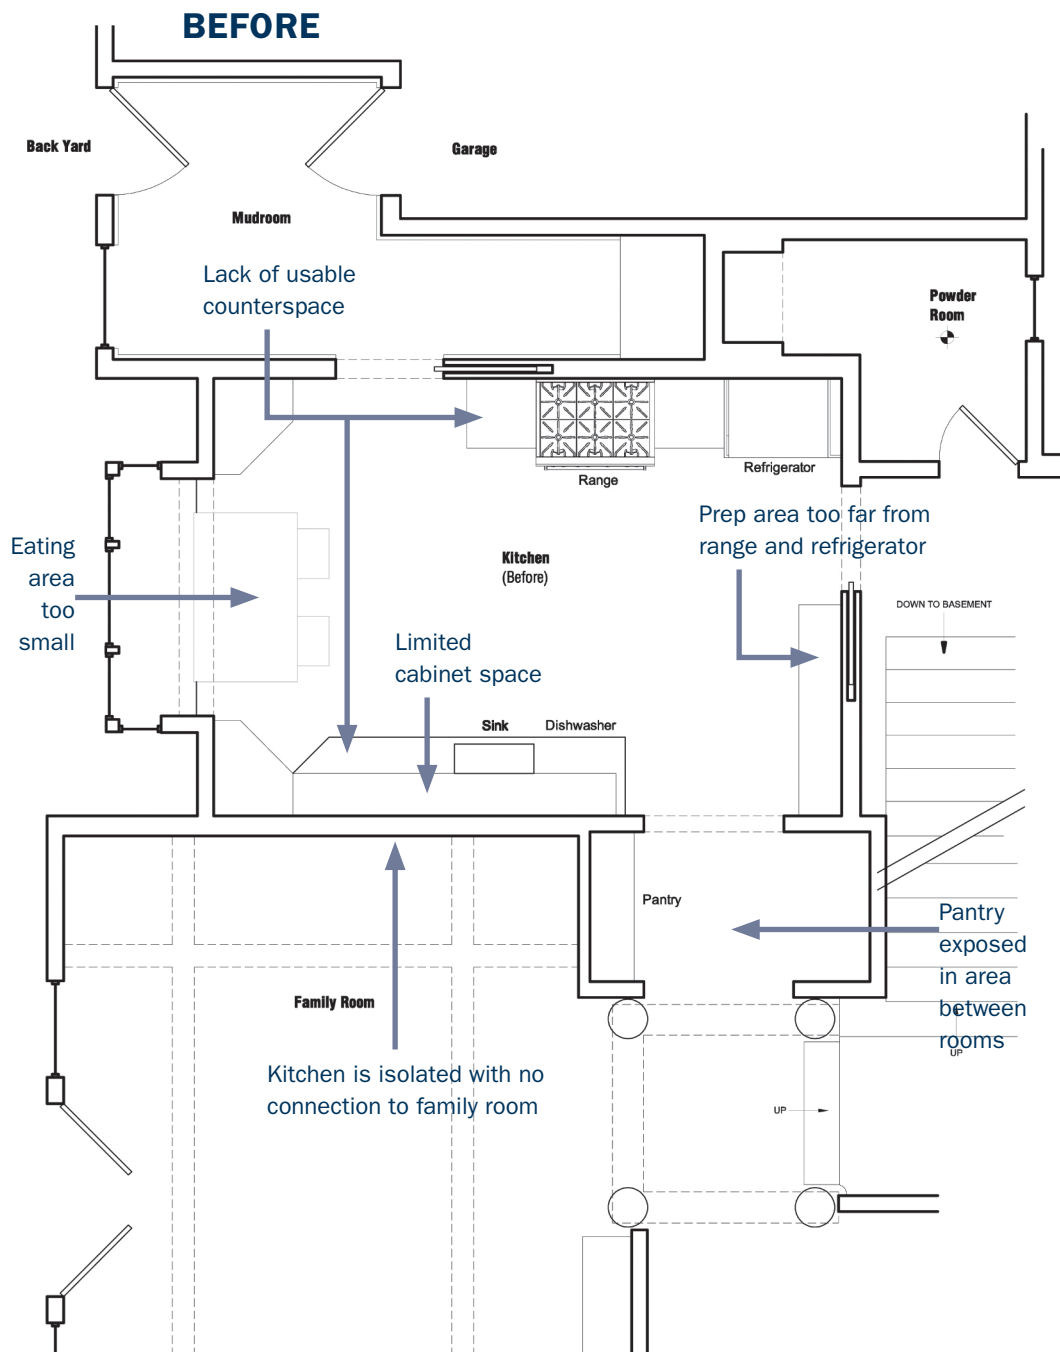 BEFORE
Back Yard
Garage
Mudroom
Lack of usable
counterspace
Powder
Room
Range
Refrigerator
Prep area too far from
range and refrigerator
Eating
area
too
small
Kitchen
(Before)
DOWN TO BASEMENT
Limited
cabinet space
Sink
Dishwasher
Pantry
Pantry
exposed
in area
between
rooms
UP
Family Room
Kitchen is isolated with no
connection to family room
UP